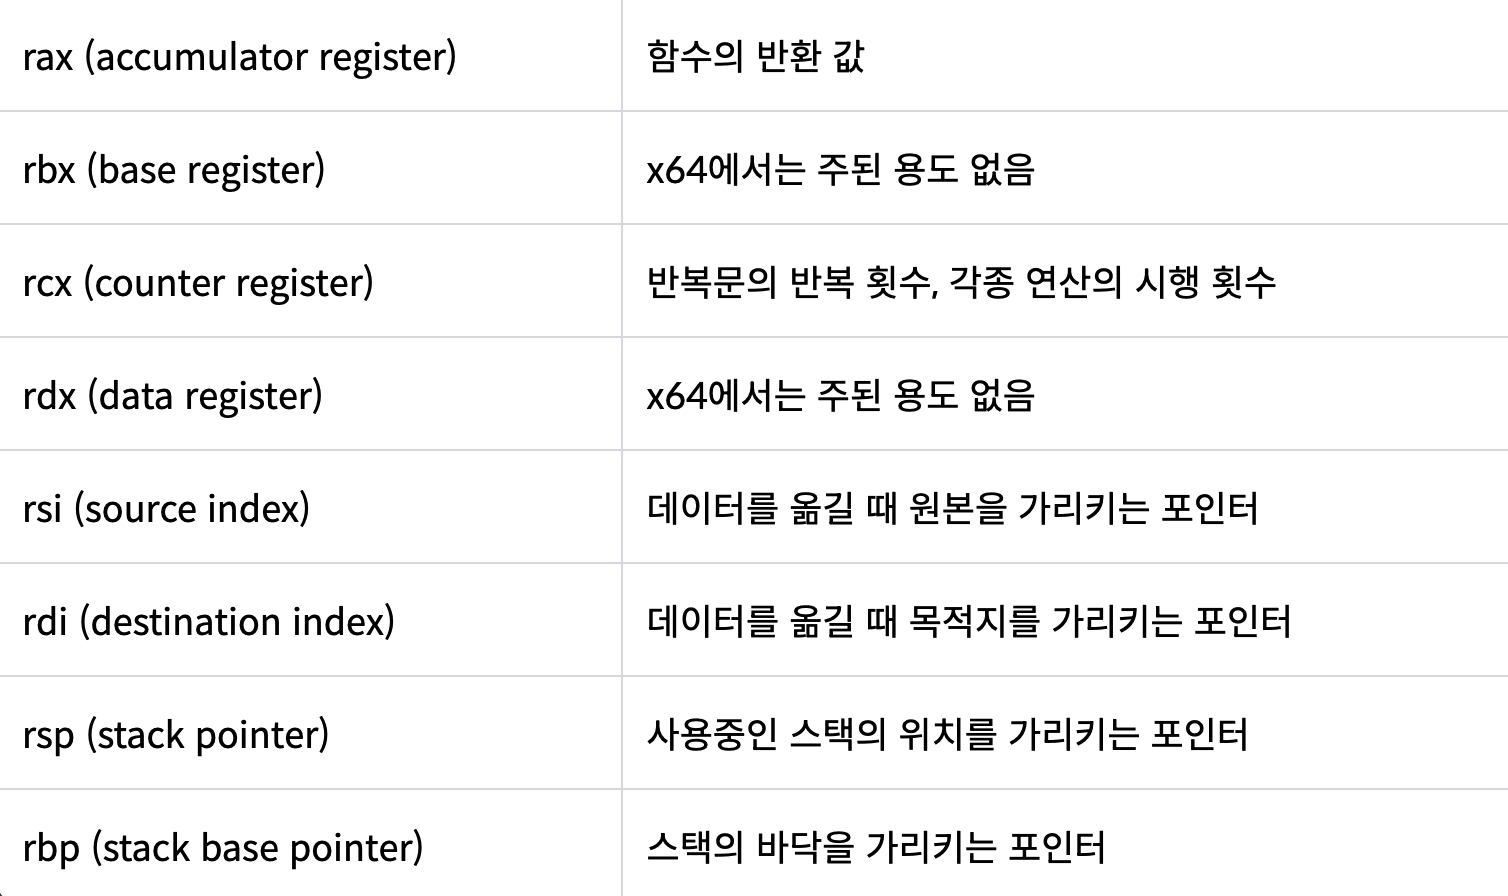 rax (accumulator register) 함수의 반환 값
rbx (base register) x64에서는 주된 용도 없음
rcx (counter register) 반복문의 반복 횟수, 각종 연산의 시행 횟수
rdx (data register) x64에서는 주된 용도 없음
rsi (source index) 데이터를 옮길 때 원본을 가리키는 포인터
rdi (destination index) 데이터를 옮길 때 목적지를 가리키는 포인터
rsp (stack pointer) 사용중인 스택의 위치를 가리키는 포인터
rbp (stack base pointer) 스택의 바닥을 가리키는 포인터